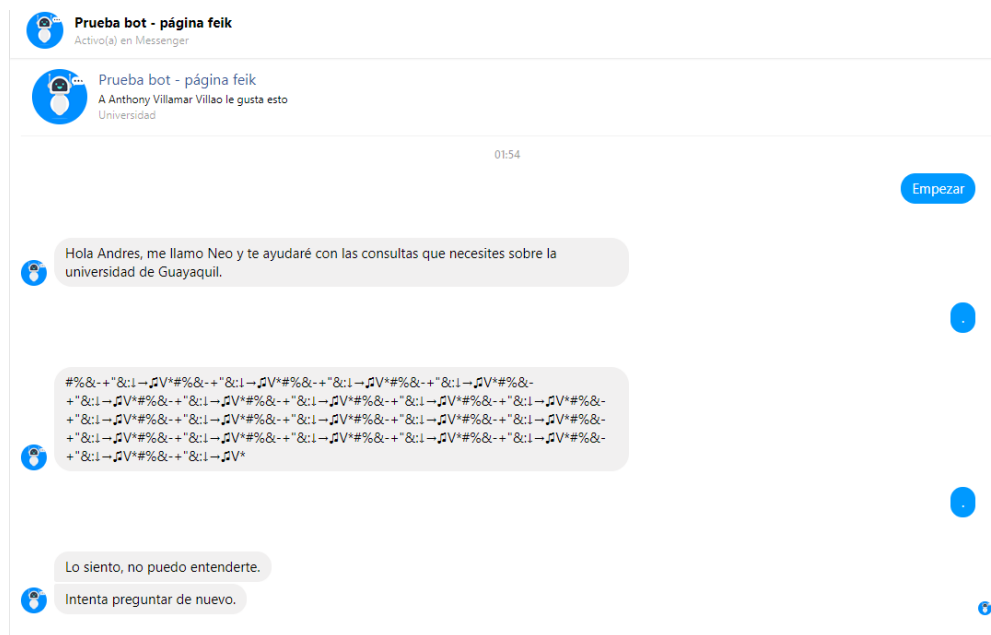 Prueba bot - página feik
Activo(a) en Messenger
Prueba bot - página feik
A Anthony Villamar Villao le gusta esto
Universidad
01:54
Empezar
Hola Andres, me llamo Neo y te ayudaré con las consultas que necesites sobre la
universidad de Guayaquil.
.
#%&-+"&:↓→♫V*#%&-+"&:↓→♫V*#%&-+"&:↓→♫V*#%&-+"&:↓→♫V*#%&-
+"&:↓→♫V*#%&-+"&:↓→♫V*#%&-+"&:↓→♫V*#%&-+"&:↓→♫V*#%&-+"&:↓→♫V*#%&-
+"&:↓→♫V*#%&-+"&:↓→♫V*#%&-+"&:↓→♫V*#%&-+"&:↓→♫V*#%&-+"&:↓→♫V*#%&-
+"&:↓→♫V*#%&-+"&:↓→♫V*#%&-+"&:↓→♫V*#%&-+"&:↓→♫V*#%&-+"&:↓→♫V*#%&-
+"&:↓→♫V*#%&-+"&:↓→♫V*
.
Lo siento, no puedo entenderte.
Intenta preguntar de nuevo.